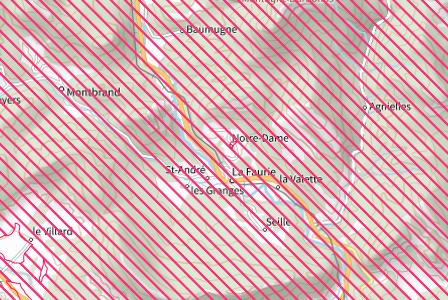 Baumugne
Montbrand
Agnielles
Notre-Dame
St-André
La Faurie
la Valette
les Granges
Seille
le Villard